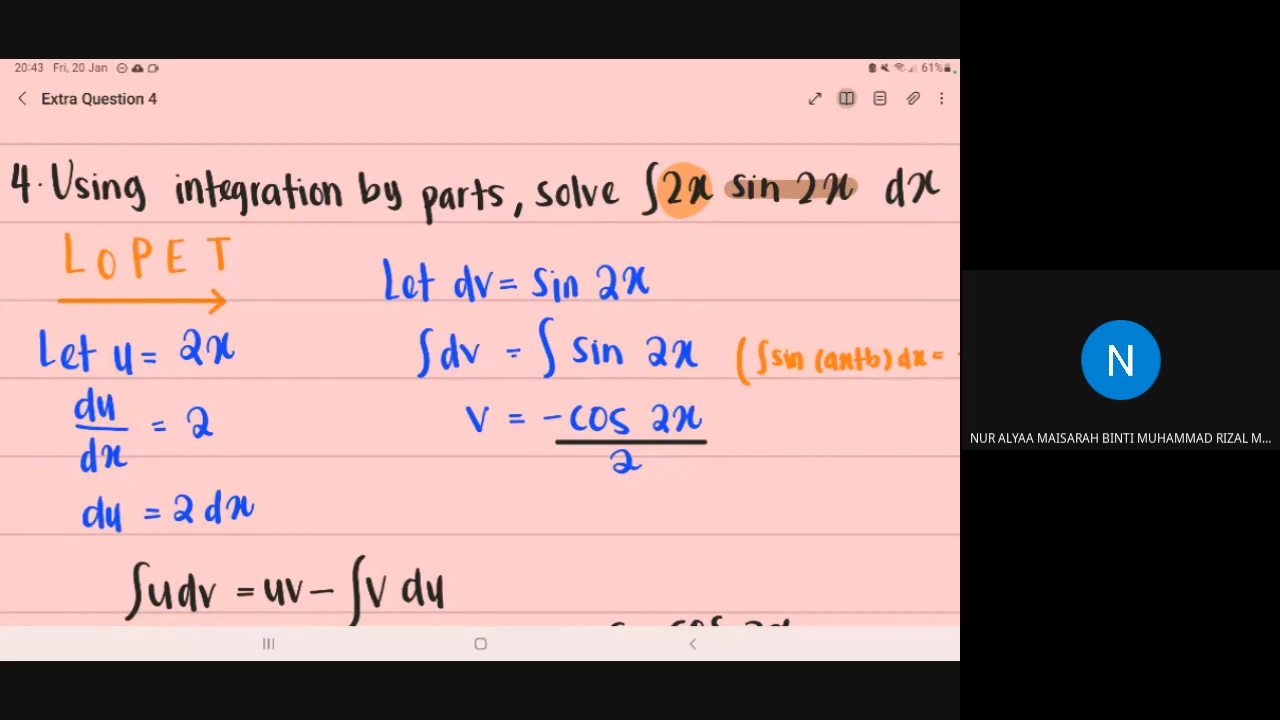 20:43 Fri, 20 Jan
61%
Extra Question 4
4. Using integration by parts, solve ∫2x sin 2x dx
LOPET
Let dv = sin 2x
Let u = 2x
∫dv = ∫ sin 2x (∫sin (ax+b) dx =
du/dx = 2
v = -cos 2x/2
du = 2 dx
∫u dv = uv - ∫v du
cos 2x
N
NUR ALYAA MAISARAH BINTI MUHAMMAD RIZAL M...